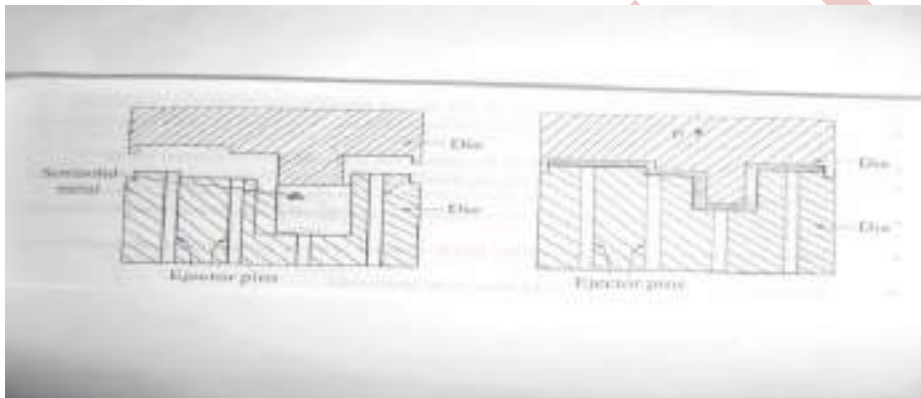 Die
Semisolid
metal
Die
Ejector pins
Die
Die
Ejector pins